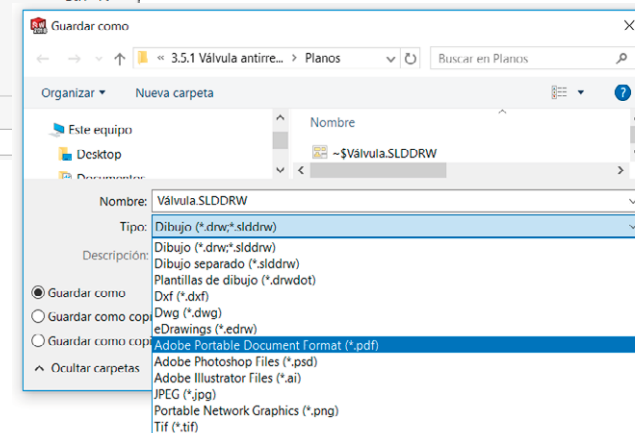 Guardar como
« 3.5.1 Válvula antirre... > Planos
Buscar en Planos
Organizar
Nueva carpeta
Este equipo
Desktop
Documentos
Nombre
~$Válvula.SLDDRW
Nombre: Válvula.SLDDRW
Tipo: Dibujo (*.drw;*.slddrw)
Descripción:
Dibujo (*.drw;*.slddrw)
Dibujo separado (*.slddrw)
Plantillas de dibujo (*.drwdot)
Dxf (*.dxf)
Dwg (*.dwg)
eDrawings (*.edrw)
Adobe Portable Document Format (*.pdf)
Adobe Photoshop Files (*.psd)
Adobe Illustrator Files (*.ai)
JPEG (*.jpg)
Portable Network Graphics (*.png)
Tif (*.tif)
Guardar como
Guardar como copi
Guardar como copi
Ocultar carpetas